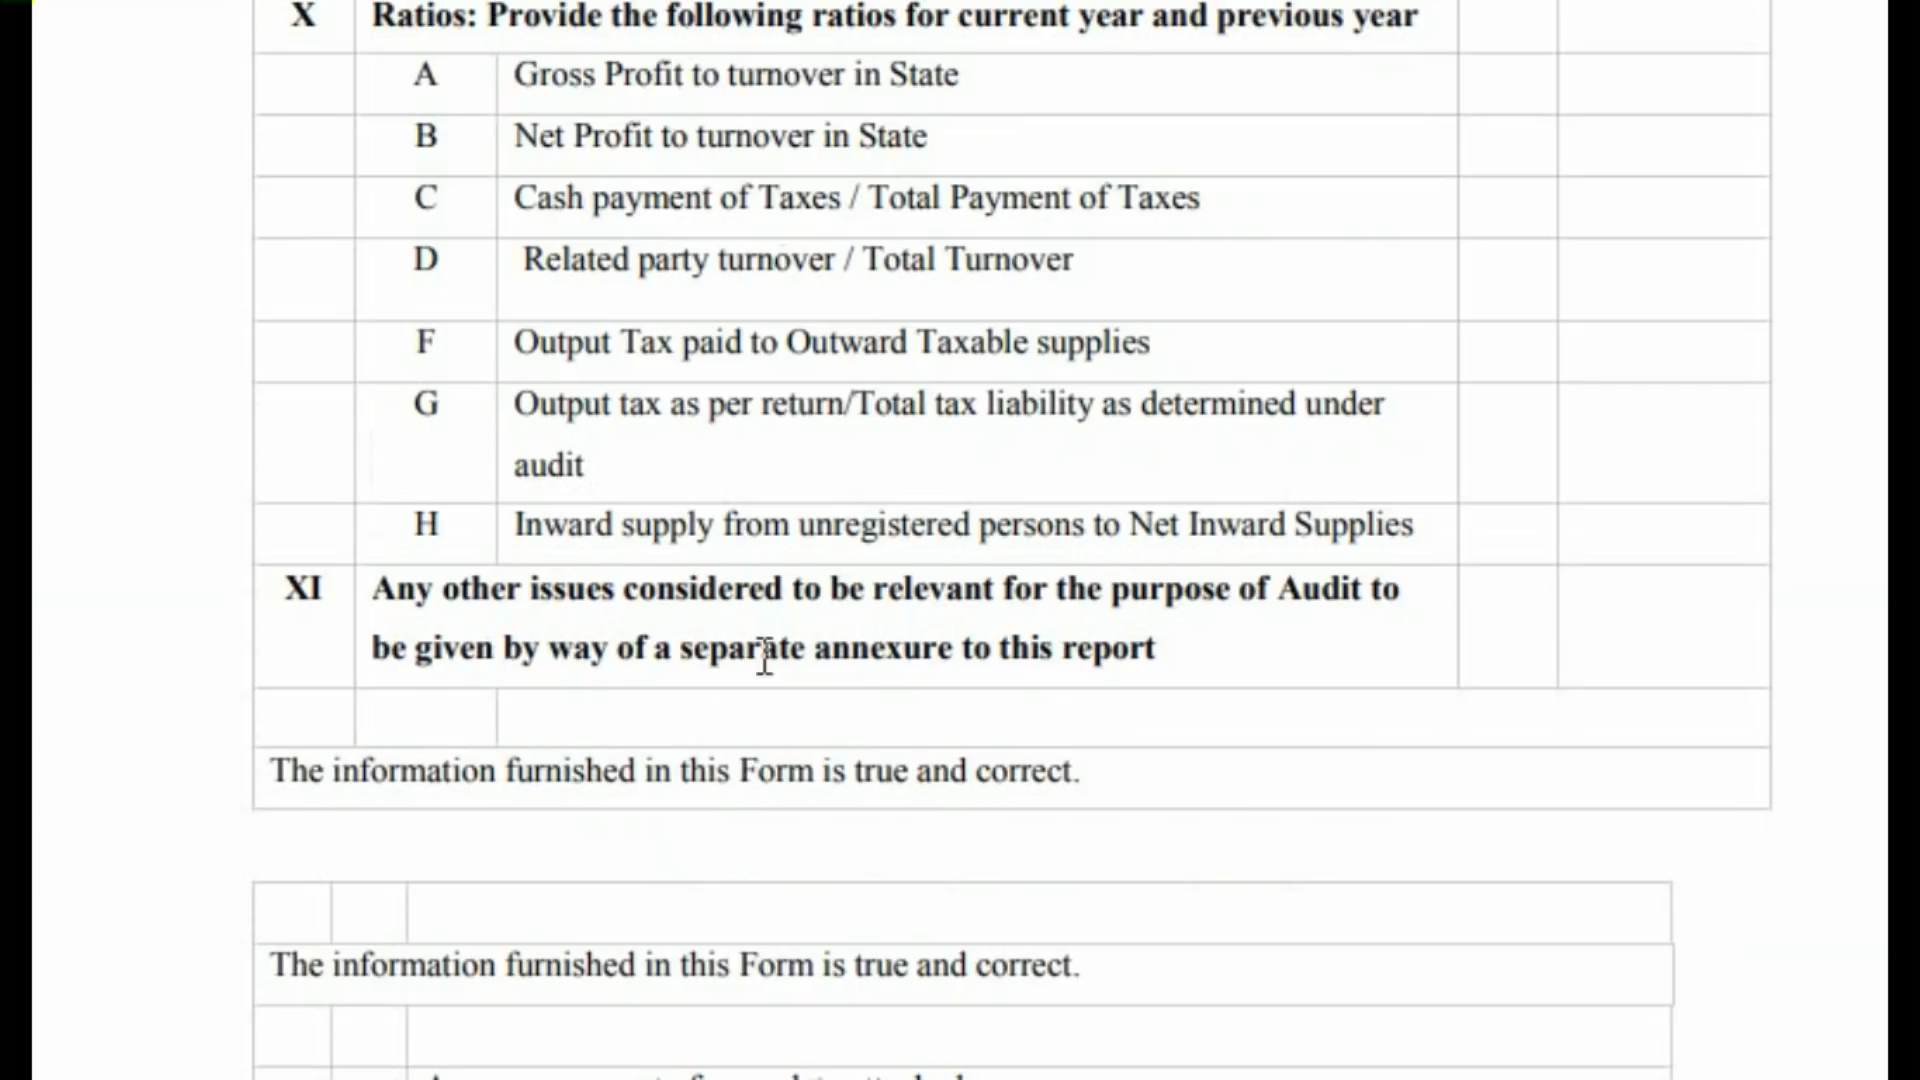 X Ratios: Provide the following ratios for current year and previous year
A Gross Profit to turnover in State
B Net Profit to turnover in State
C Cash payment of Taxes / Total Payment of Taxes
D Related party turnover / Total Turnover
F Output Tax paid to Outward Taxable supplies
G Output tax as per return/Total tax liability as determined under
audit
H Inward supply from unregistered persons to Net Inward Supplies
XI Any other issues considered to be relevant for the purpose of Audit to
be given by way of a separate annexure to this report
The information furnished in this Form is true and correct.
The information furnished in this Form is true and correct.